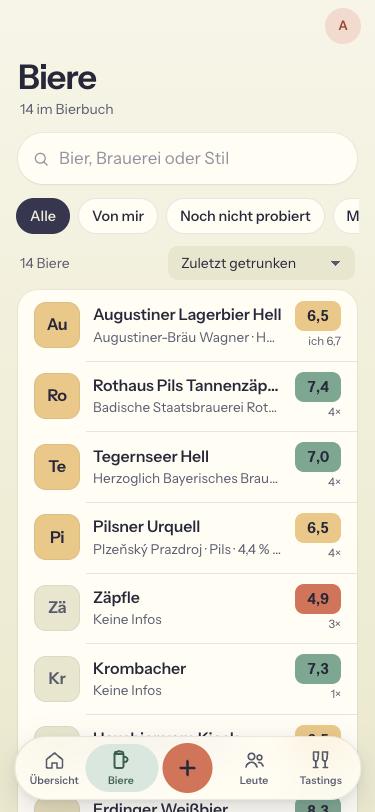 A
Biere
14 im Bierbuch
Bier, Brauerei oder Stil
Alle
Von mir
Noch nicht probiert
M
14 Biere
Zuletzt getrunken
Au
Augustiner Lagerbier Hell
6,5
Augustiner-Bräu Wagner · H...
ich 6,7
Ro
Rothaus Pils Tannenzäp...
7,4
Badische Staatsbrauerei Rot...
4×
Te
Tegernseer Hell
7,0
Herzoglich Bayerisches Brau...
4×
Pi
Pilsner Urquell
6,5
Plzeňský Prazdroj · Pils · 4,4 % ...
4×
Zä
Zäpfle
4,9
Keine Infos
3×
Kr
Krombacher
7,3
Keine Infos
1×
Übersicht
Biere
Leute
Tastings
Erdinger Weißbier
8,3